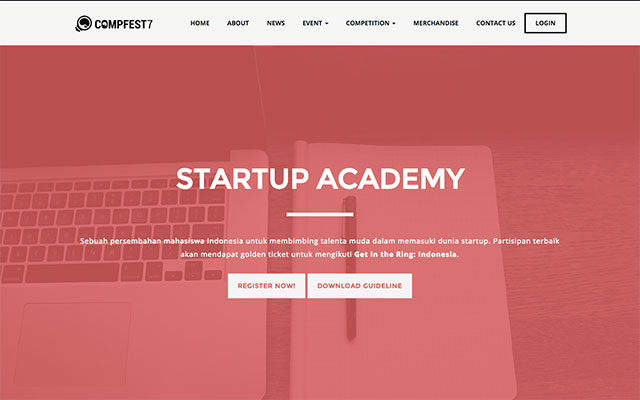 COMPFEST7
HOME
ABOUT
NEWS
EVENT
COMPETITION
MERCHANDISE
CONTACT US
LOGIN
STARTUP ACADEMY
Sebuah persembahan mahasiswa Indonesia untuk membimbing talenta muda dalam memasuki dunia startup. Partisipan terbaik
akan mendapat golden ticket untuk mengikuti Get in the Ring: Indonesia.
REGISTER NOW!
DOWNLOAD GUIDELINE